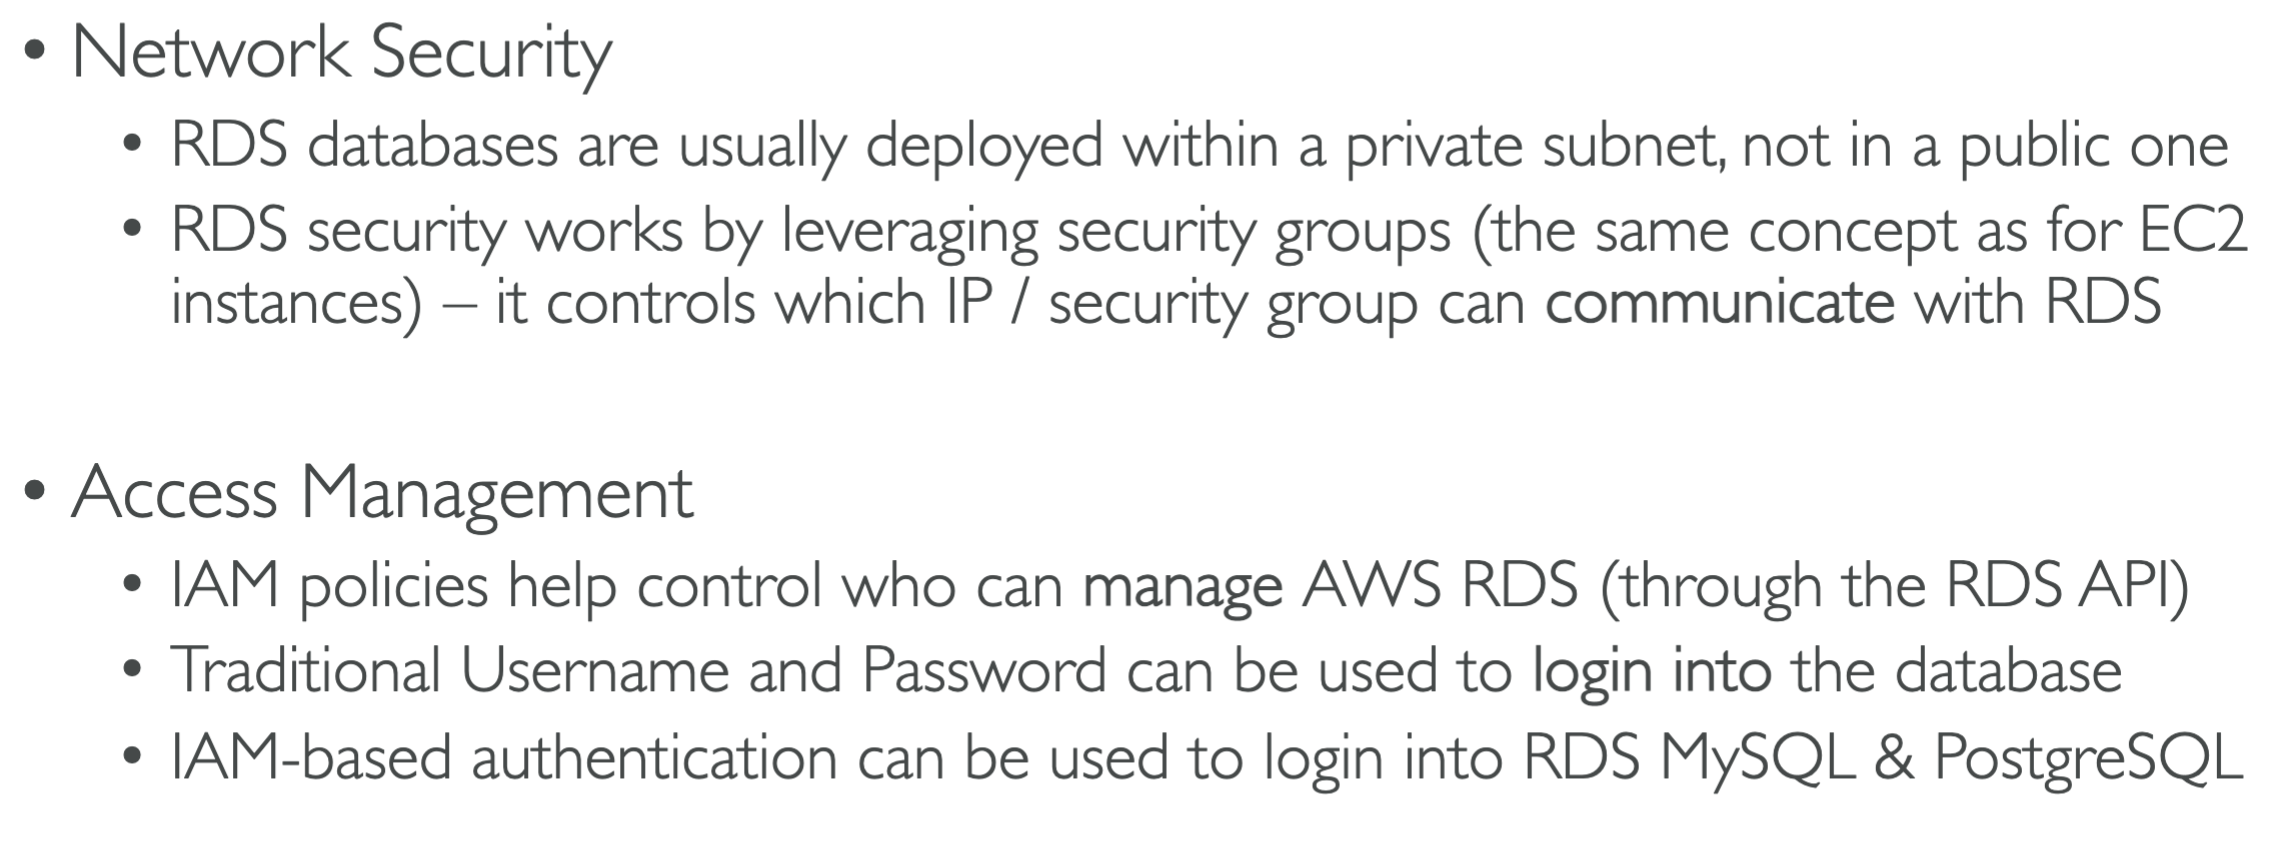 • Network Security
• RDS databases are usually deployed within a private subnet, not in a public one
• RDS security works by leveraging security groups (the same concept as for EC2
instances) – it controls which IP / security group can communicate with RDS
• Access Management
• IAM policies help control who can manage AWS RDS (through the RDS API)
• Traditional Username and Password can be used to login into the database
• IAM-based authentication can be used to login into RDS MySQL & PostgreSQL